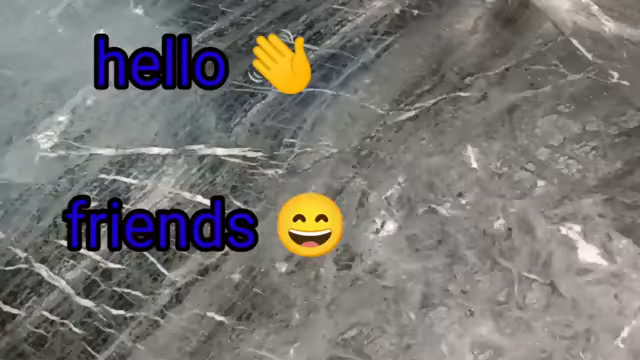 hello 👋
friends 😄